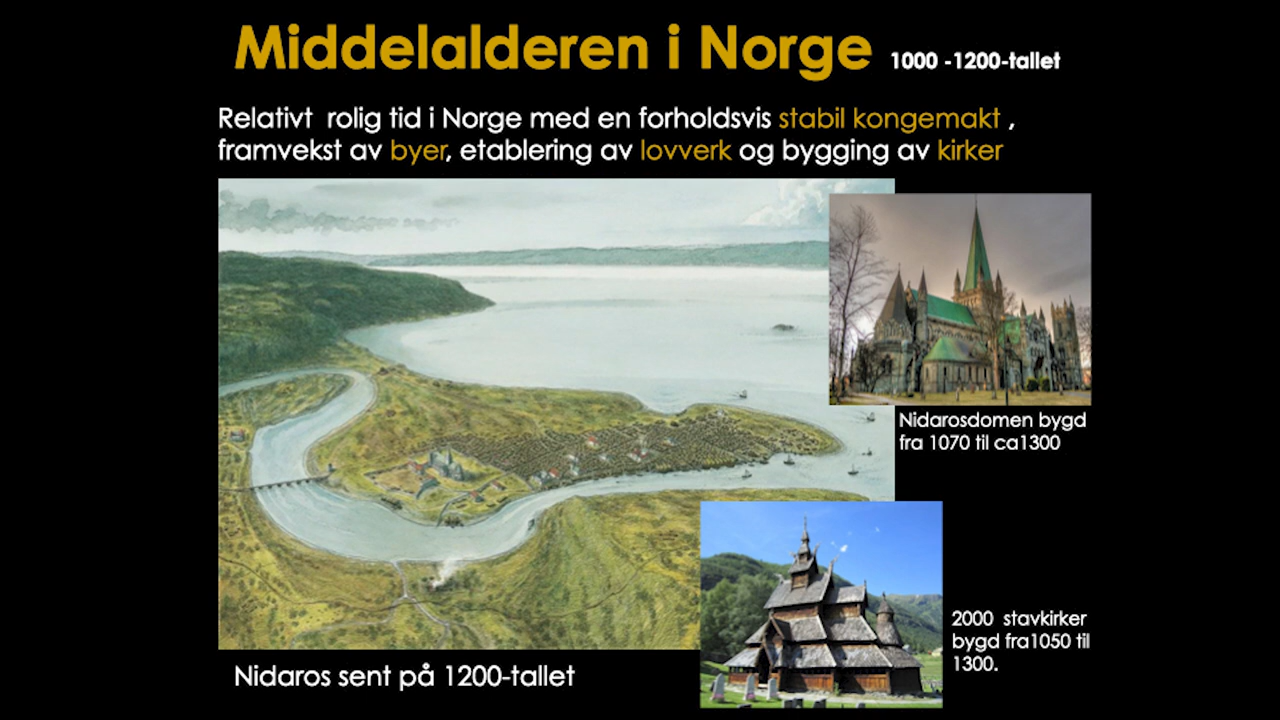 Middelalderen i Norge 1000 -1200-tallet
Relativt rolig tid i Norge med en forholdsvis stabil kongemakt ,
framvekst av byer, etablering av lovverk og bygging av kirker
Nidarosdomen bygd
fra 1070 til ca1300
2000 stavkirker
bygd fra1050 til
1300.
Nidaros sent på 1200-tallet